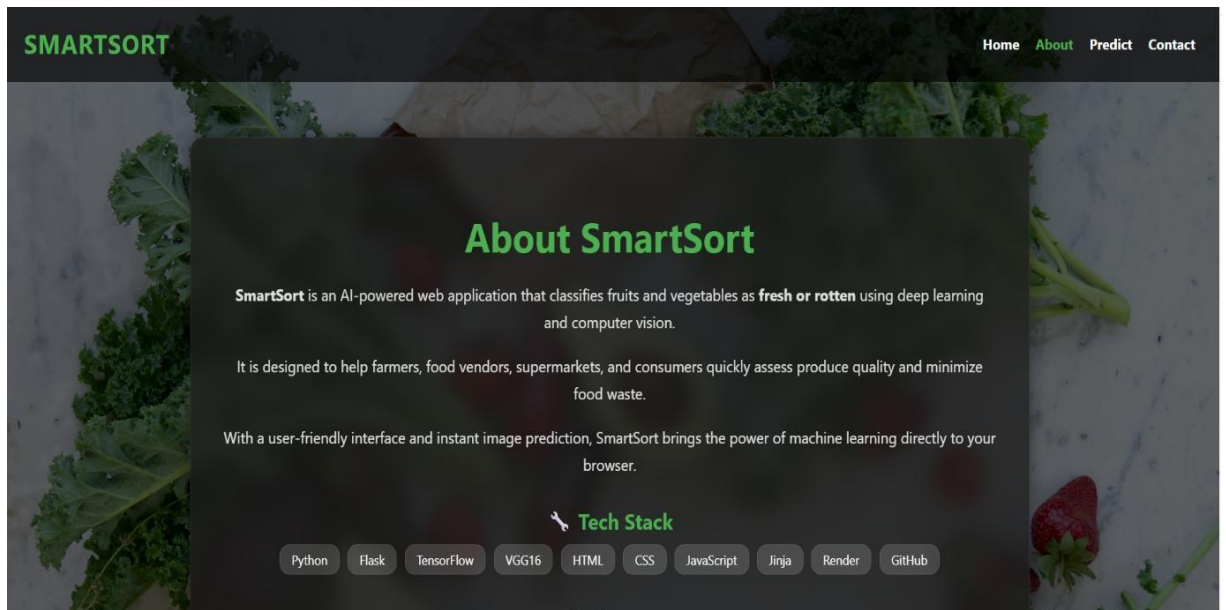 SMARTSORT
Home About Predict Contact
About SmartSort
SmartSort is an AI-powered web application that classifies fruits and vegetables as fresh or rotten using deep learning
and computer vision.
It is designed to help farmers, food vendors, supermarkets, and consumers quickly assess produce quality and minimize
food waste.
With a user-friendly interface and instant image prediction, SmartSort brings the power of machine learning directly to your
browser.
Tech Stack
Python Flask TensorFlow VGG16 HTML CSS JavaScript Jinja Render GitHub